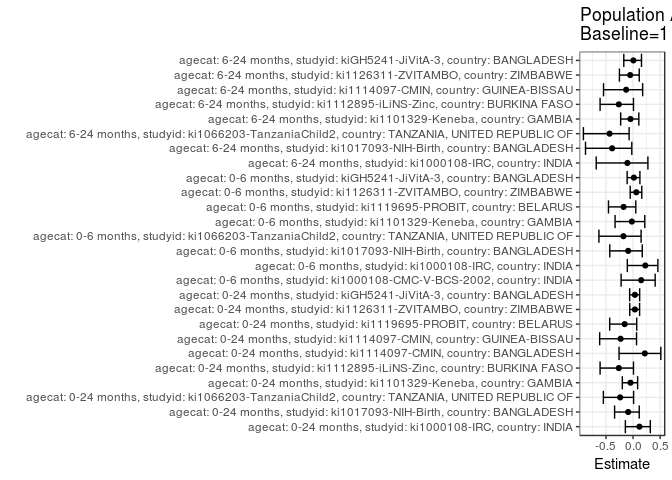 Population
Baseline=1
agecat: 6-24 months, studyid: kiGH5241-JiVitA-3, country: BANGLADESH
agecat: 6-24 months, studyid: ki1126311-ZVITAMBO, country: ZIMBABWE
agecat: 6-24 months, studyid: ki1114097-CMIN, country: GUINEA-BISSAU
agecat: 6-24 months, studyid: ki1112895-iLiNS-Zinc, country: BURKINA FASO
agecat: 6-24 months, studyid: ki1101329-Keneba, country: GAMBIA
agecat: 6-24 months, studyid: ki1066203-TanzaniaChild2, country: TANZANIA, UNITED REPUBLIC OF
agecat: 6-24 months, studyid: ki1017093-NIH-Birth, country: BANGLADESH
agecat: 6-24 months, studyid: ki1000108-IRC, country: INDIA
agecat: 0-6 months, studyid: kiGH5241-JiVitA-3, country: BANGLADESH
agecat: 0-6 months, studyid: ki1126311-ZVITAMBO, country: ZIMBABWE
agecat: 0-6 months, studyid: ki1119695-PROBIT, country: BELARUS
agecat: 0-6 months, studyid: ki1101329-Keneba, country: GAMBIA
agecat: 0-6 months, studyid: ki1066203-TanzaniaChild2, country: TANZANIA, UNITED REPUBLIC OF
agecat: 0-6 months, studyid: ki1017093-NIH-Birth, country: BANGLADESH
agecat: 0-6 months, studyid: ki1000108-IRC, country: INDIA
agecat: 0-6 months, studyid: ki1000108-CMC-V-BCS-2002, country: INDIA
agecat: 0-24 months, studyid: kiGH5241-JiVitA-3, country: BANGLADESH
agecat: 0-24 months, studyid: ki1126311-ZVITAMBO, country: ZIMBABWE
agecat: 0-24 months, studyid: ki1119695-PROBIT, country: BELARUS
agecat: 0-24 months, studyid: ki1114097-CMIN, country: GUINEA-BISSAU
agecat: 0-24 months, studyid: ki1114097-CMIN, country: BANGLADESH
agecat: 0-24 months, studyid: ki1112895-iLiNS-Zinc, country: BURKINA FASO
agecat: 0-24 months, studyid: ki1101329-Keneba, country: GAMBIA
agecat: 0-24 months, studyid: ki1066203-TanzaniaChild2, country: TANZANIA, UNITED REPUBLIC OF
agecat: 0-24 months, studyid: ki1017093-NIH-Birth, country: BANGLADESH
agecat: 0-24 months, studyid: ki1000108-IRC, country: INDIA
-0.5 0.0 0.5
Estimate